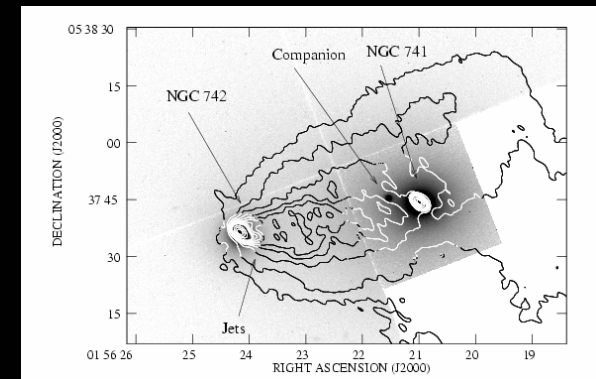 05 38 30
Companion
NGC 741
NGC 742
15
00
DECLINATION (J2000)
37 45
30
15
Jets
01 56 26
25
24
23
22
21
20
19
RIGHT ASCENSION (J2000)